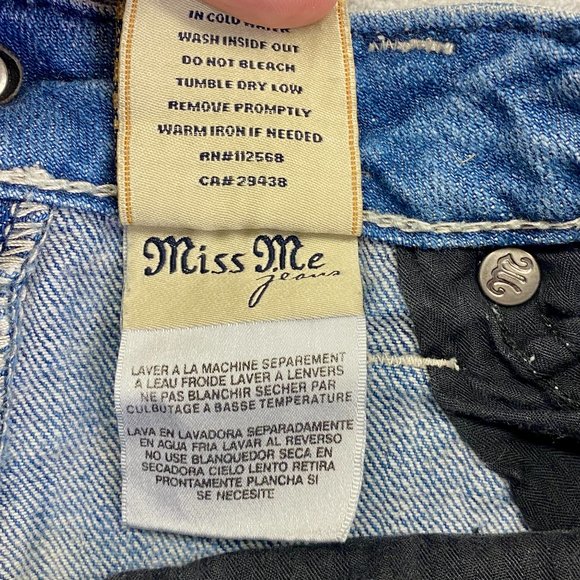 IN COLD WATER
WASH INSIDE OUT
DO NOT BLEACH
TUMBLE DRY LOW
REMOVE PROMPTLY
WARM IRON IF NEEDED
RN#112568
CA#29438
Miss Me
jeans
M
LAVER A LA MACHINE SEPAREMENT
A LEAU FROIDE LAVER A LENVERS
NE PAS BLANCHIR SECHER PAR
CULBUTAGE A BASSE TEMPERATURE
LAVA EN LAVADORA SEPARADAMENTE
EN AGUA FRIA LAVAR AL REVERSO
NO USE BLANQUEDOR SECA EN
SECADORA CIELO LENTO RETIRA
PRONTAMENTE PLANCHA SI
SE NECESITE